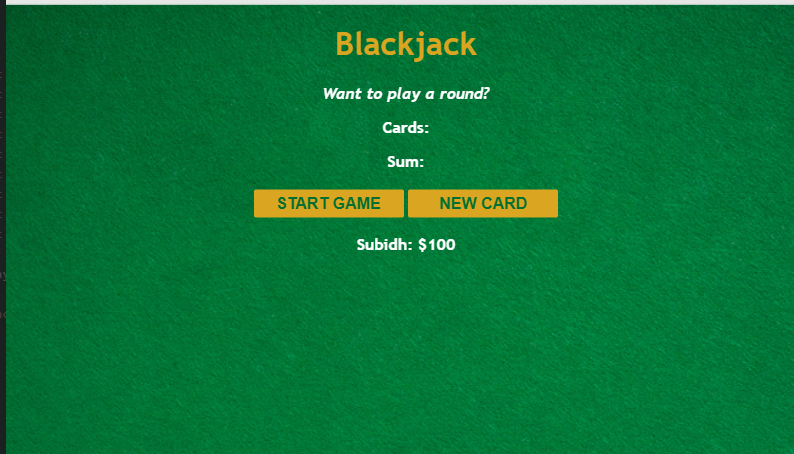 Blackjack
Want to play a round?
Cards:
Sum:
START GAME NEW CARD
Subidh: $100